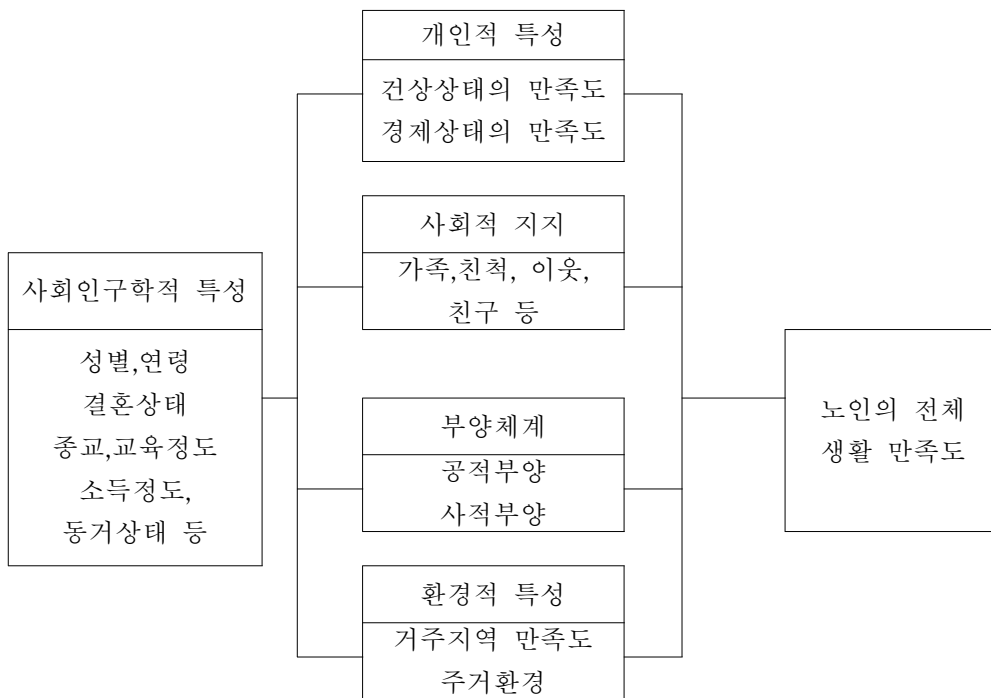 사회인구학적 특성
성별,연령
결혼상태
종교,교육정도
소득정도,
동거상태 등
개인적 특성
건상상태의 만족도
경제상태의 만족도
사회적 지지
가족,친척, 이웃,
친구 등
부양체계
공적부양
사적부양
환경적 특성
거주지역 만족도
주거환경
노인의 전체
생활 만족도